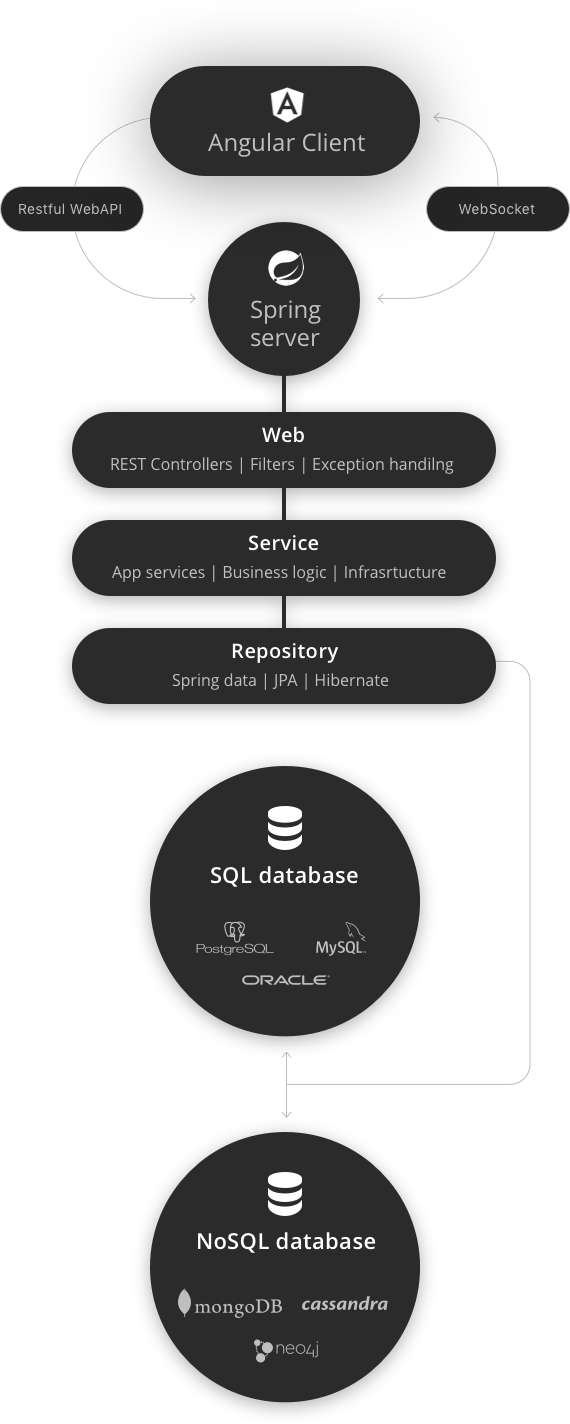 Angular Client
Restful WebAPI
WebSocket
Spring
server
Web
REST Controllers | Filters | Exception handilng
Service
App services | Business logic | Infrasrtucture
Repository
Spring data | JPA | Hibernate
SQL database
PostgreSQL
MySQL
ORACLE
NoSQL database
mongoDB
cassandra
neo4j